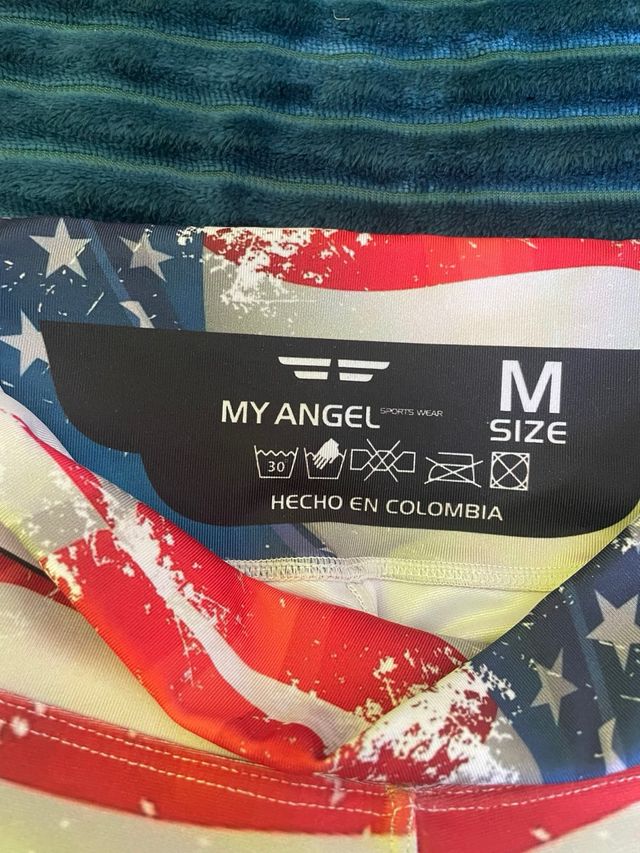 M
MY ANGEL SPORTS WEAR
SIZE
30
HECHO EN COLOMBIA